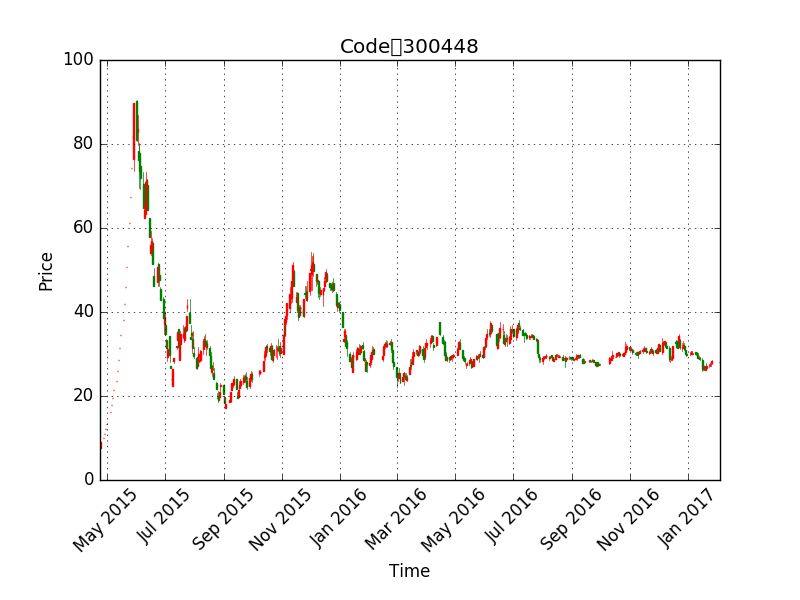 Code▯300448
100
80
60
40
20
0
Price
May 2015
Jul 2015
Sep 2015
Nov 2015
Jan 2016
Mar 2016
May 2016
Jul 2016
Sep 2016
Nov 2016
Jan 2017
Time